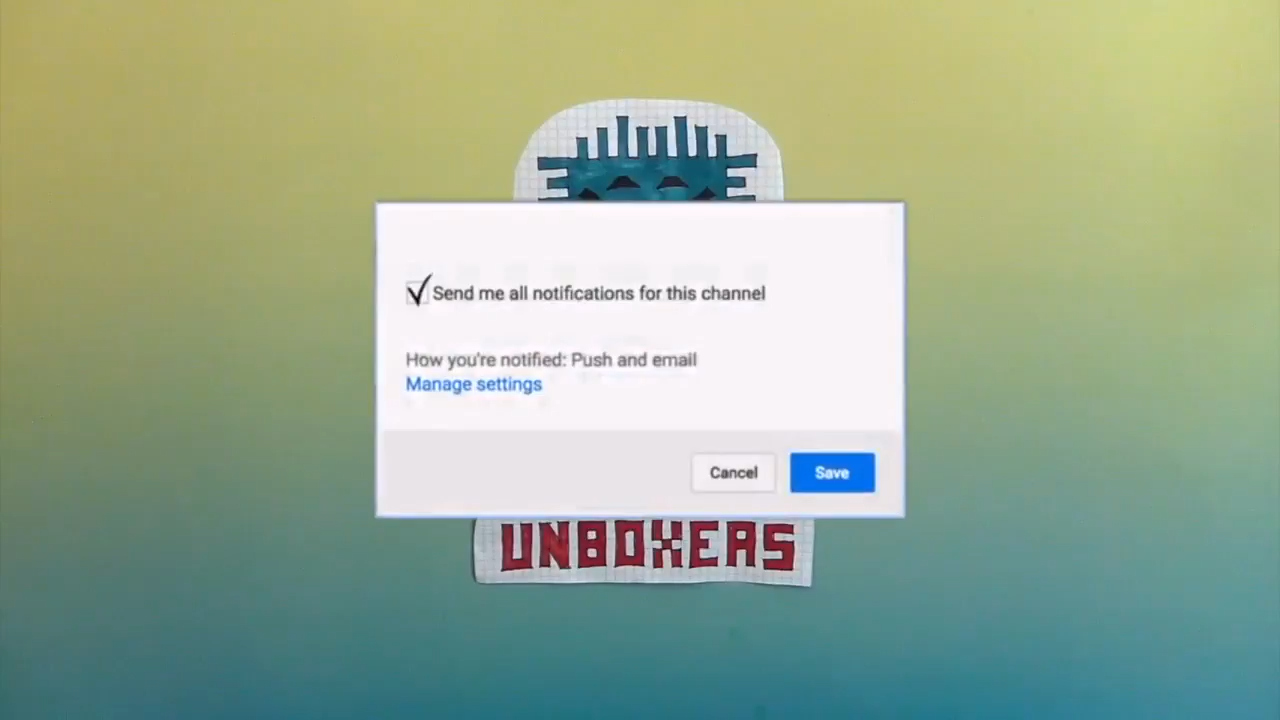 Send me all notifications for this channel
How you're notified: Push and email
Manage settings
Cancel
Save
UNBOXERS